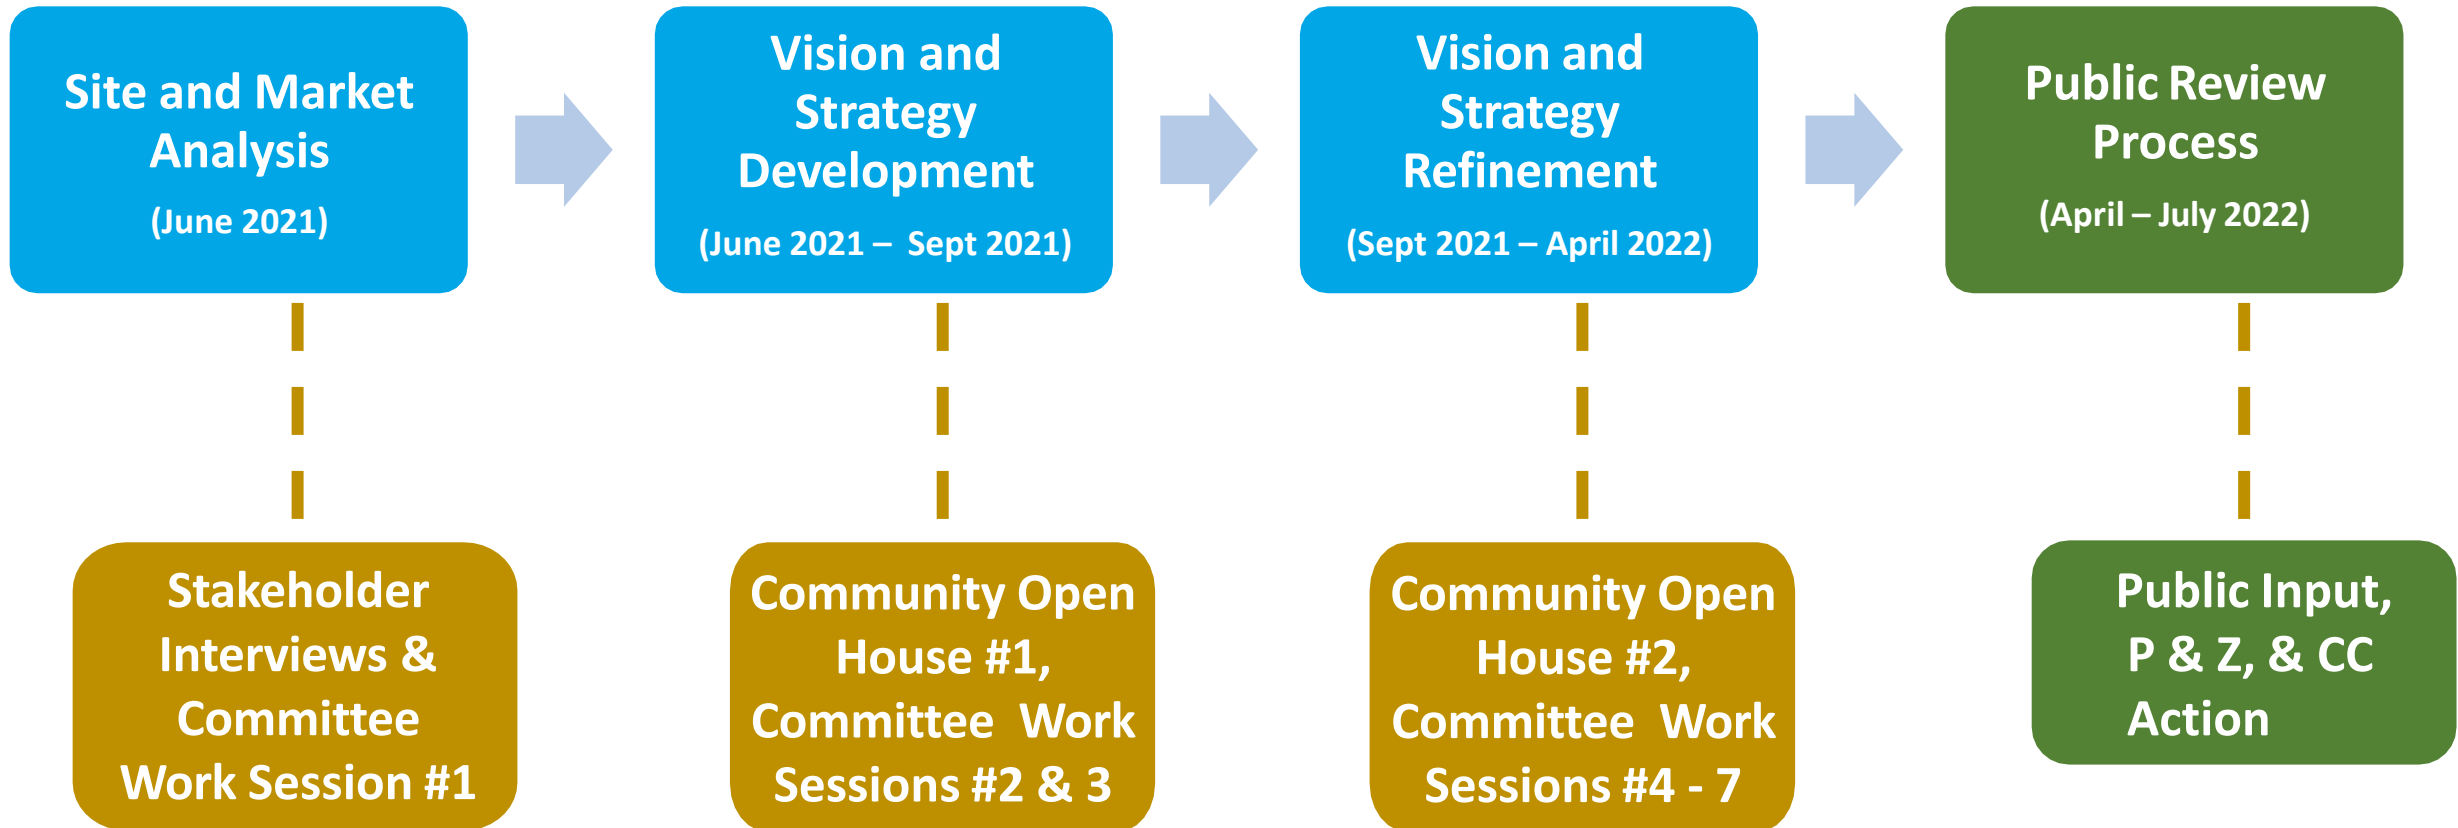 Site and Market
Analysis
(June 2021)
Vision and
Strategy
Development
(June 2021 – Sept 2021)
Vision and
Strategy
Refinement
(Sept 2021 – April 2022)
Public Review
Process
(April – July 2022)
Stakeholder
Interviews &
Committee
Work Session #1
Community Open
House #1,
Committee Work
Sessions #2 & 3
Community Open
House #2,
Committee Work
Sessions #4 - 7
Public Input,
P & Z, & CC
Action